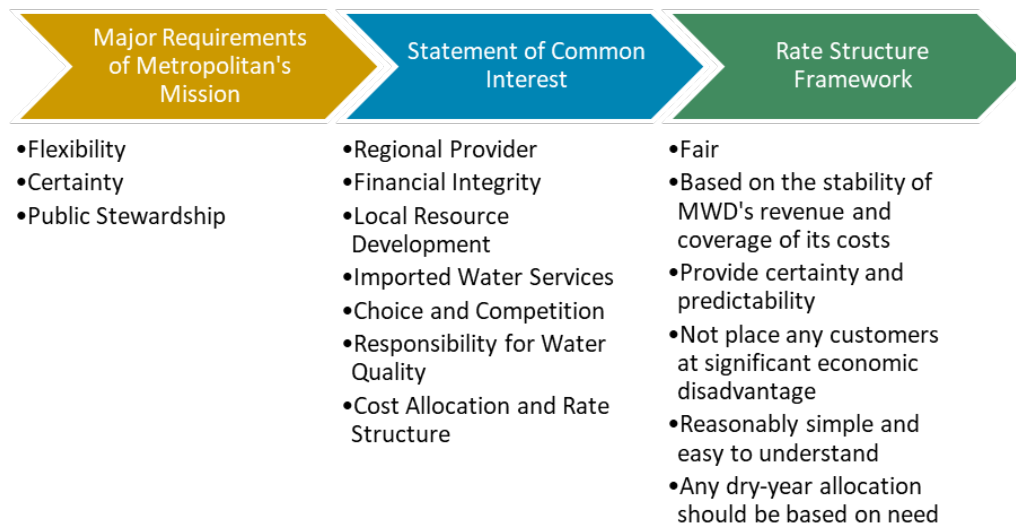 Major Requirements
of Metropolitan's
Mission
•Flexibility
•Certainty
•Public Stewardship
Statement of Common
Interest
•Regional Provider
•Financial Integrity
•Local Resource
Development
•Imported Water Services
•Choice and Competition
•Responsibility for Water
Quality
•Cost Allocation and Rate
Structure
Rate Structure
Framework
•Fair
•Based on the stability of
MWD's revenue and
coverage of its costs
•Provide certainty and
predictability
•Not place any customers
at significant economic
disadvantage
•Reasonably simple and
easy to understand
•Any dry-year allocation
should be based on need